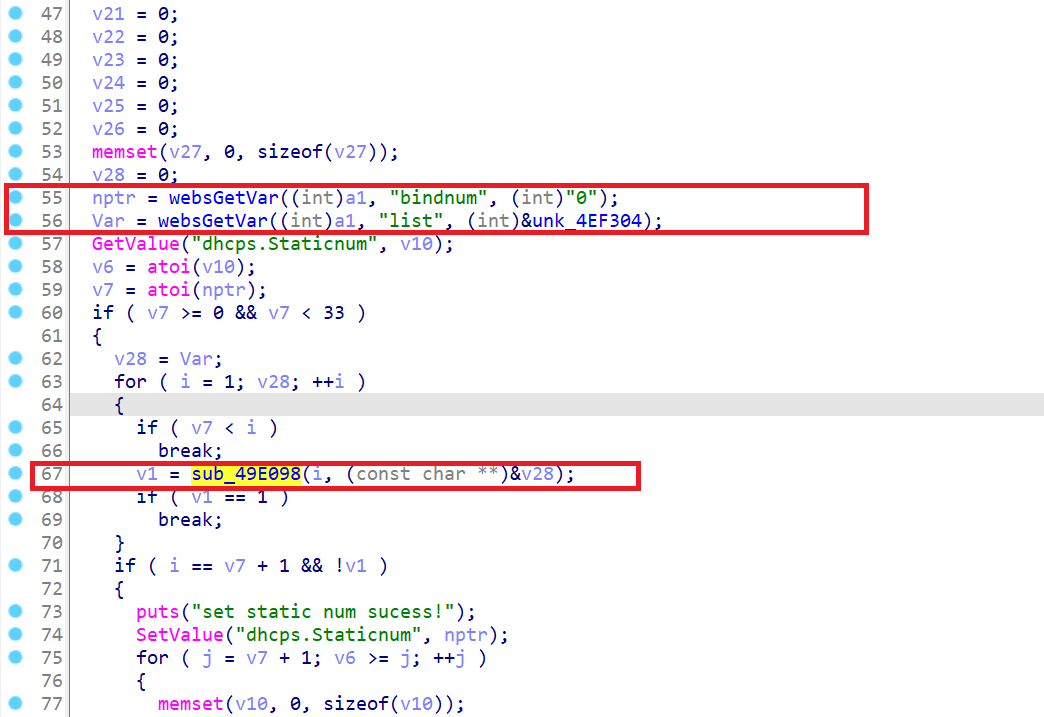 47 v21 = 0;
48 v22 = 0;
49 v23 = 0;
50 v24 = 0;
51 v25 = 0;
52 v26 = 0;
53 memset(v27, 0, sizeof(v27));
54 v28 = 0;
55 nptr = websGetVar((int)a1, "bindnum", (int)"0");
56 Var = websGetVar((int)a1, "list", (int)&unk_4EF304);
57 GetValue("dhcps.Staticnum", v10);
58 v6 = atoi(v10);
59 v7 = atoi(nptr);
60 if ( v7 >= 0 && v7 < 33 )
61 {
62 v28 = Var;
63 for ( i = 1; v28; ++i )
64 {
65 if ( v7 < i )
66 break;
67 v1 = sub_49E098(i, (const char **)&v28);
68 if ( v1 == 1 )
69 break;
70 }
71 if ( i == v7 + 1 && !v1 )
72 {
73 puts("set static num sucess!");
74 SetValue("dhcps.Staticnum", nptr);
75 for ( j = v7 + 1; v6 >= j; ++j )
76 {
77 memset(v10, 0, sizeof(v10));